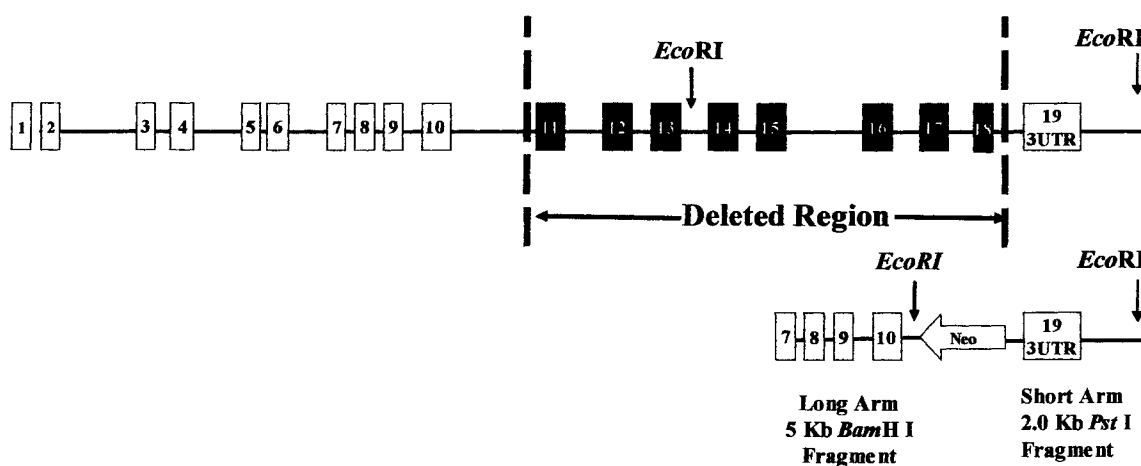 EcoRI EcoRI
1 2 3 4 5 6 7 8 9 10 11 12 13 14 15 16 17 18 19
3UTR
Deleted Region
EcoRI EcoRI
7 8 9 10 Neo 19
3UTR
Long Arm
5 Kb BamH I
Fragment
Short Arm
2.0 Kb Pst I
Fragment